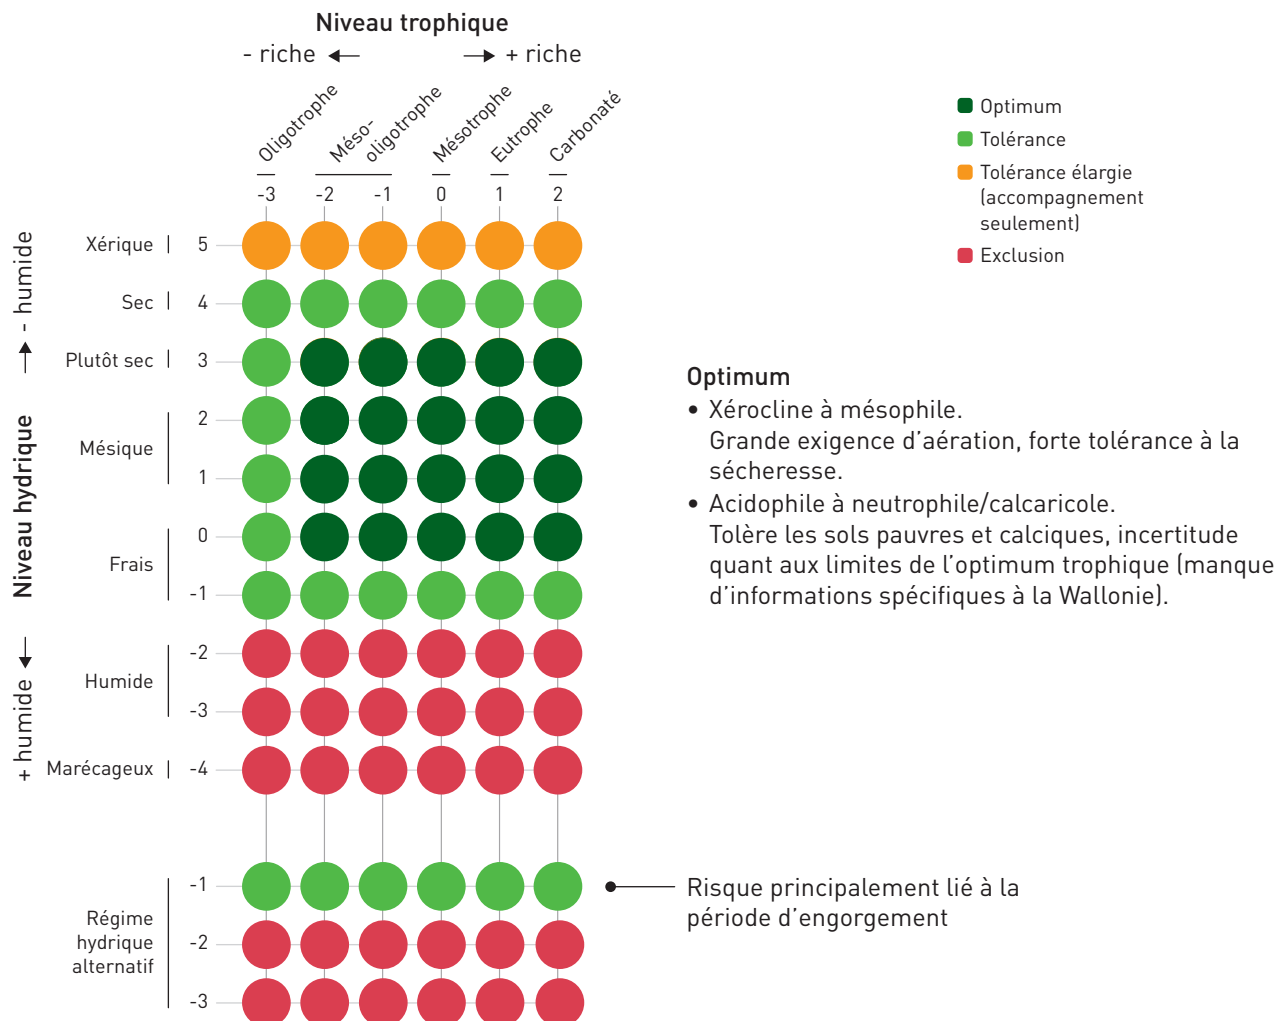 Niveau trophique
- riche
+ riche
Oligotrophe
Méso-
oligotrophe
Mésotrophe
Eutrophe
Carbonaté
-3
-2
-1
0
1
2
Optimum
Tolérance
Tolérance élargie
(accompagnement
seulement)
Exclusion
Niveau hydrique
- humide
+ humide
Xérique
5
Sec
4
Plutôt sec
3
Mésique
2
1
Frais
0
-1
Humide
-2
-3
Marécageux
-4
Régime
hydrique
alternatif
-1
-2
-3
Optimum
• Xérocline à mésophile.
Grande exigence d'aération, forte tolérance à la
sécheresse.
• Acidophile à neutrophile/calcaricole.
Tolère les sols pauvres et calciques, incertitude
quant aux limites de l'optimum trophique (manque
d'informations spécifiques à la Wallonie).
Risque principalement lié à la
période d'engorgement